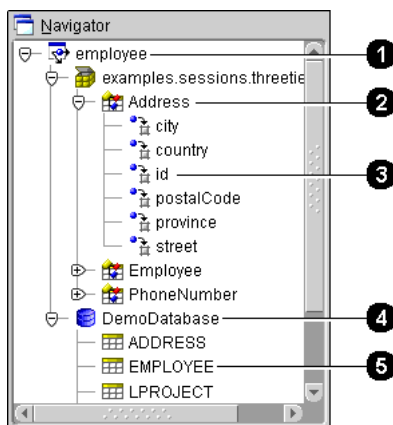 Navigator
employee
1
examples.sessions.threetie
Address
2
city
country
id
3
postalCode
province
street
Employee
PhoneNumber
DemoDatabase
4
ADDRESS
EMPLOYEE
5
LPROJECT